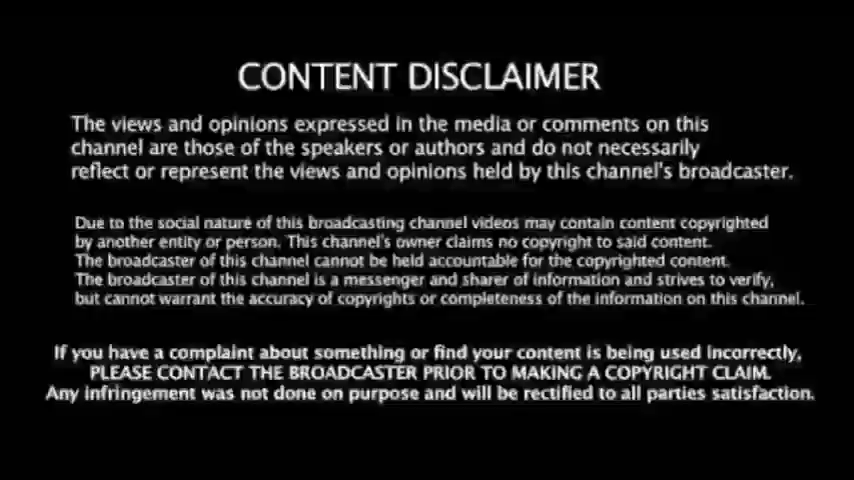 CONTENT DISCLAIMER
The views and opinions expressed in the media or comments on this
channel are those of the speakers or authors and do not necessarily
reflect or represent the views and opinions held by this channel's broadcaster.
Due to the social nature of this broadcasting channel videos may contain content copyrighted
by another entity or person. This channel's owner claims no copyright to said content.
The broadcaster of this channel cannot be held accountable for the copyrighted content.
The broadcaster of this channel is a messenger and sharer of information and strives to verify,
but cannot warrant the accuracy of copyrights or completeness of the information on this channel.
If you have a complaint about something or find your content is being used incorrectly,
PLEASE CONTACT THE BROADCASTER PRIOR TO MAKING A COPYRIGHT CLAIM.
Any infringement was not done on purpose and will be rectified to all parties satisfaction.